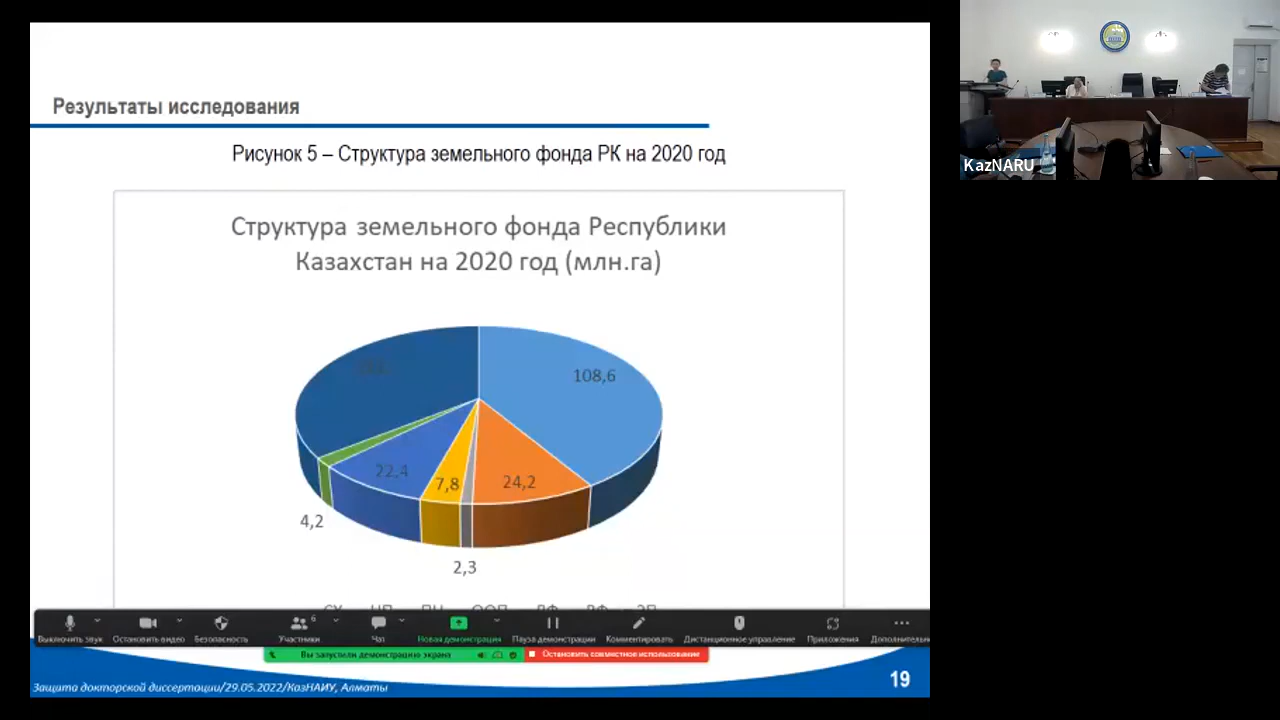 Результаты исследования
Рисунок 5 – Структура земельного фонда РК на 2020 год
Структура земельного фонда Республики
Казахстан на 2020 год (млн.га)
108,6
24,2
2,3
7,8
22,4
4,2
Выключить звук
Остановить видео
Безопасность
Участники
6
Чат
Новая демонстрация
Пауза демонстрации
Комментировать
Дистанционное управление
Приложения
Дополнительн
Вы запустили демонстрацию экрана
Остановить совместное использование
Защита докторской диссертации/29.05.2022/КазНАИУ, Алматы
19
KazNARU